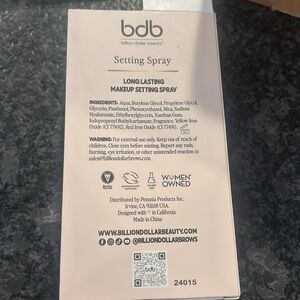 bdb
billion dollar beauty
Setting Spray
LONG LASTING
MAKEUP SETTING SPRAY
INGREDIENTS: Aqua, Butylene Glycol, Propylene Glycol,
Glycerin, Panthenol, Phenoxyethanol, Mica, Sodium
Hyaluronate, Ethylhexylglycerin, Xanthan Gum,
Iodopropynyl Butylcarbamate, Fragrance, Yellow Iron
Oxide (CI 77492), Red Iron Oxide (CI 77491).
WARNING: For external use only. Keep out of reach of
children. Close eyes before misting. Report any rash,
burning, eye irritation, or other unintended reaction to
sales@billiondollarbrows.com
WOMEN
OWNED
Distributed by Petunia Products Inc.
Irvine, CA 92618 USA
Designed with ♡ in California
Made in China
WWW.BILLIONDOLLARBEAUTY.COM
@BILLIONDOLLARBROWS
bdb
24015